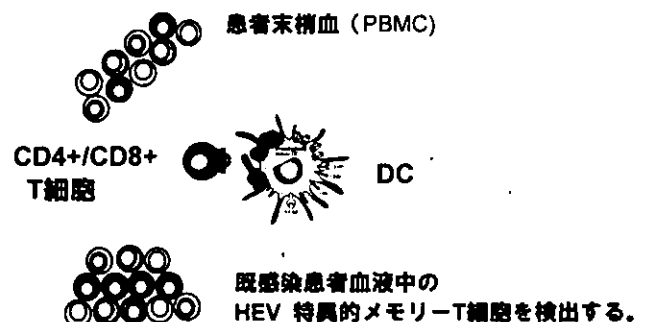 患者末梢血（PBMC)
CD4+/CD8+
T細胞
DC
既感染患者血液中の
HEV 特異的メモリーT細胞を検出する。